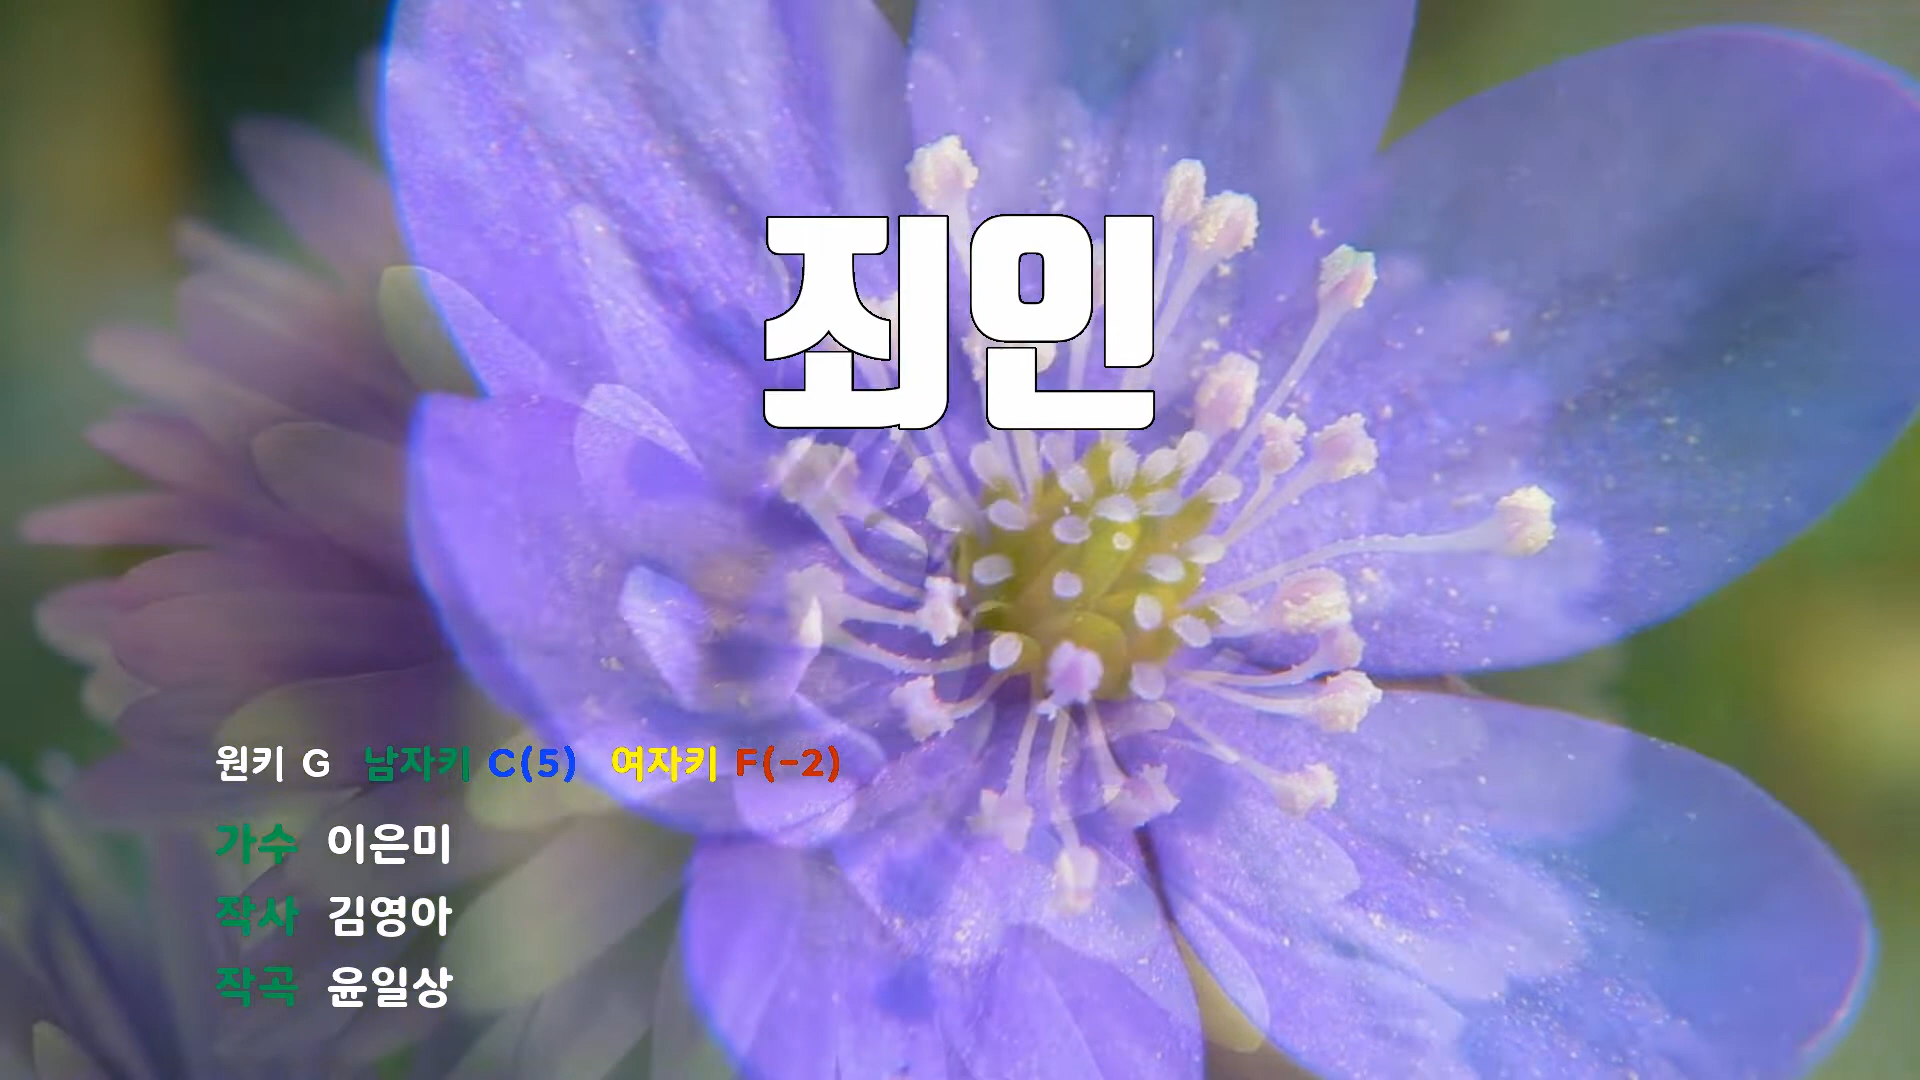 죄인
원키 G 남자키 C(5) 여자키 F(-2)
가수 이은미
작사 김영아
작곡 윤일상